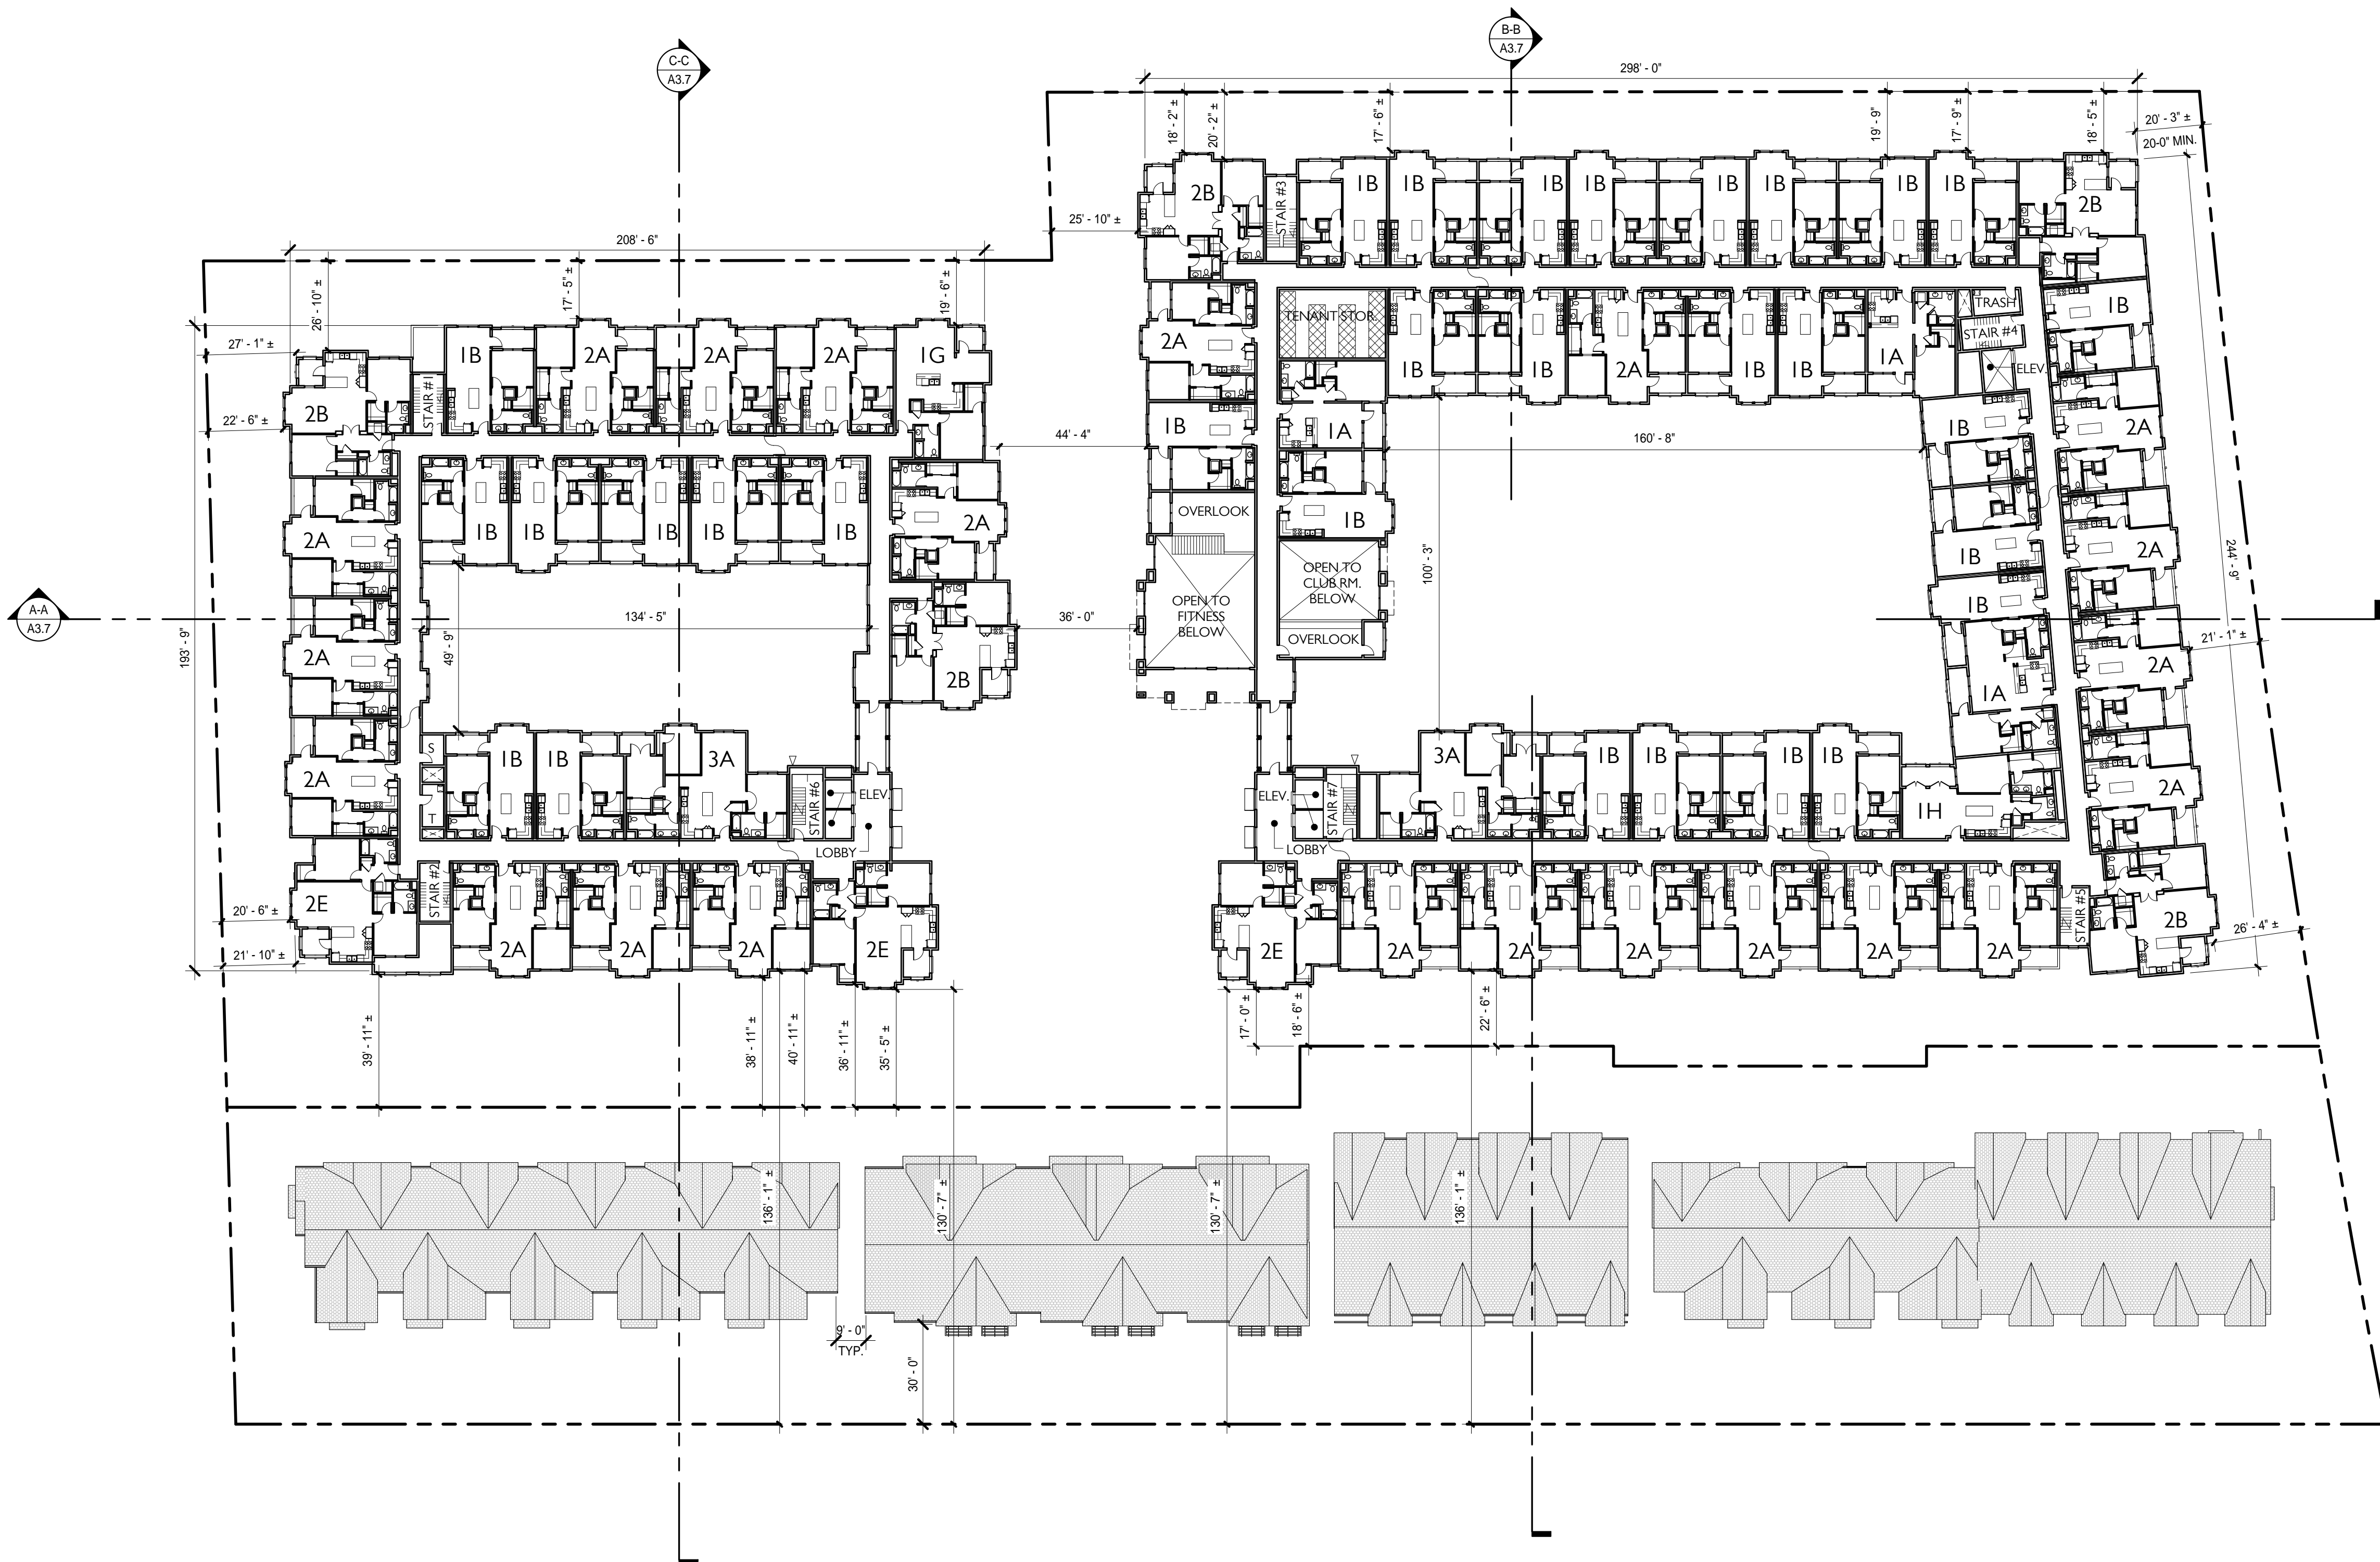 B-B
A3.7
C-C
A3.7
298' - 0"
18' - 2" ±
20' - 2" ±
17' - 6" ±
19' - 9"
17' - 9" ±
18' - 5" ±
20' - 3" ±
20-0" MIN.
25' - 10" ±
2B
STAIR #3
1B
1B
1B
1B
1B
1B
1B
1B
2B
208' - 6"
26' - 10" ±
17' - 5" ±
19' - 6" ±
27' - 1" ±
22' - 6" ±
2B
STAIR #1
1B
2A
2A
2A
1G
44' - 4"
2A
TENANT STOR.
1B
1B
2A
1B
1B
1A
TRASH
STAIR #4
ELEV.
1B
1B
1A
160' - 8"
1B
2A
1B
1B
1B
1B
1B
2A
2A
OVERLOOK
1B
1B
2A
244' - 9"
OPEN TO
CLUB RM.
BELOW
OPEN TO
FITNESS
BELOW
OVERLOOK
100' - 3"
1B
A-A
A3.7
193' - 9"
134' - 5"
49' - 9"
36' - 0"
2A
2B
1A
2A
21' - 1" ±
2A
S
T
1B
1B
3A
STAIR #6
ELEV.
LOBBY
ELEV.
LOBBY
STAIR #7
3A
1B
1B
1B
1B
1H
2A
2E
STAIR #2
2A
2A
2A
2E
2E
2A
2A
2A
2A
2A
2A
STAIR #5
2B
26' - 4" ±
20' - 6" ±
21' - 10" ±
39' - 11" ±
38' - 11" ±
40' - 11" ±
36' - 11" ±
35' - 5" ±
17' - 0" ±
18' - 6" ±
22' - 6" ±
136' - 1" ±
130' - 7" ±
130' - 7" ±
136' - 1" ±
9' - 0"
TYP.
30' - 0"